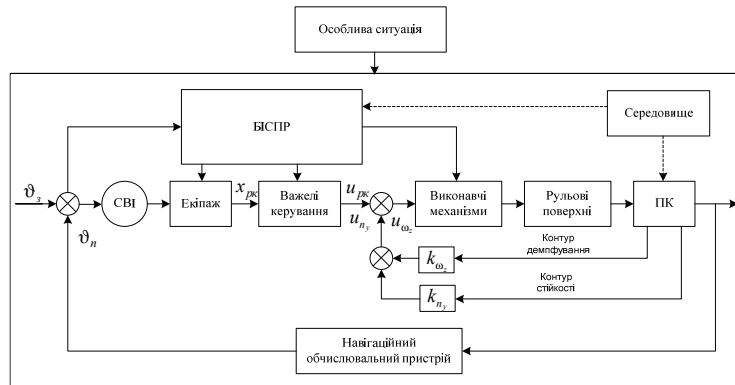 Особлива ситуація
БІСПР
Середовище
ϑз
ϑп
СВІ
Екіпаж
xрк
Важелі
керування
uрк
uny
uωz
Виконавчі
механізми
Рульові
поверхні
ПК
Контур
демпфування
kωz
Контур
стійкості
kny
Навігаційний
обчислювальний пристрій